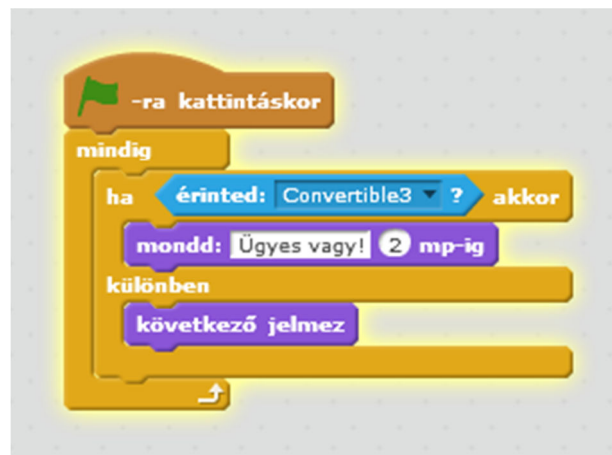 -ra kattintáskor
mindig
ha érinted: Convertible3 ? akkor
mondd: Ügyes vagy! 2 mp-ig
különben
következő jelmez